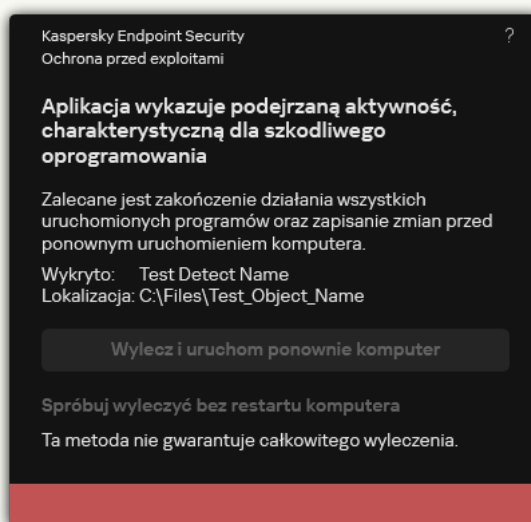 Kaspersky Endpoint Security
?
Ochrona przed exploitami
Aplikacja wykazuje podejrzaną aktywność,
charakterystyczną dla szkodliwego
oprogramowania
Zalecane jest zakończenie działania wszystkich
uruchomionych programów oraz zapisanie zmian przed
ponownym uruchomieniem komputera.
Wykryto: Test Detect Name
Lokalizacja: C:\Files\Test_Object_Name
Wylecz i uruchom ponownie komputer
Spróbuj wyleczyć bez restartu komputera
Ta metoda nie gwarantuje całkowitego wyleczenia.